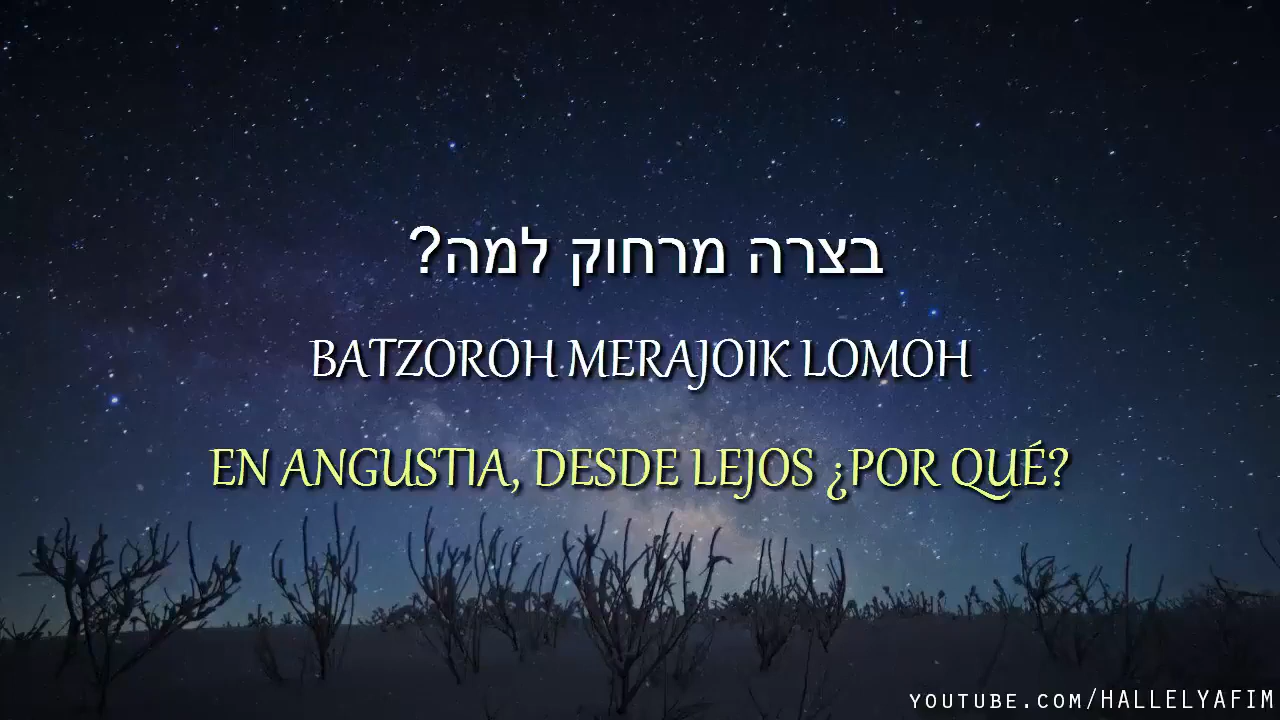 בצרה מרחוק למה?
BATZOROH MERAJOIK LOMOH
EN ANGUSTIA, DESDE LEJOS ¿POR QUÉ?
YOUTUBE.COM/HALLELYAFIM